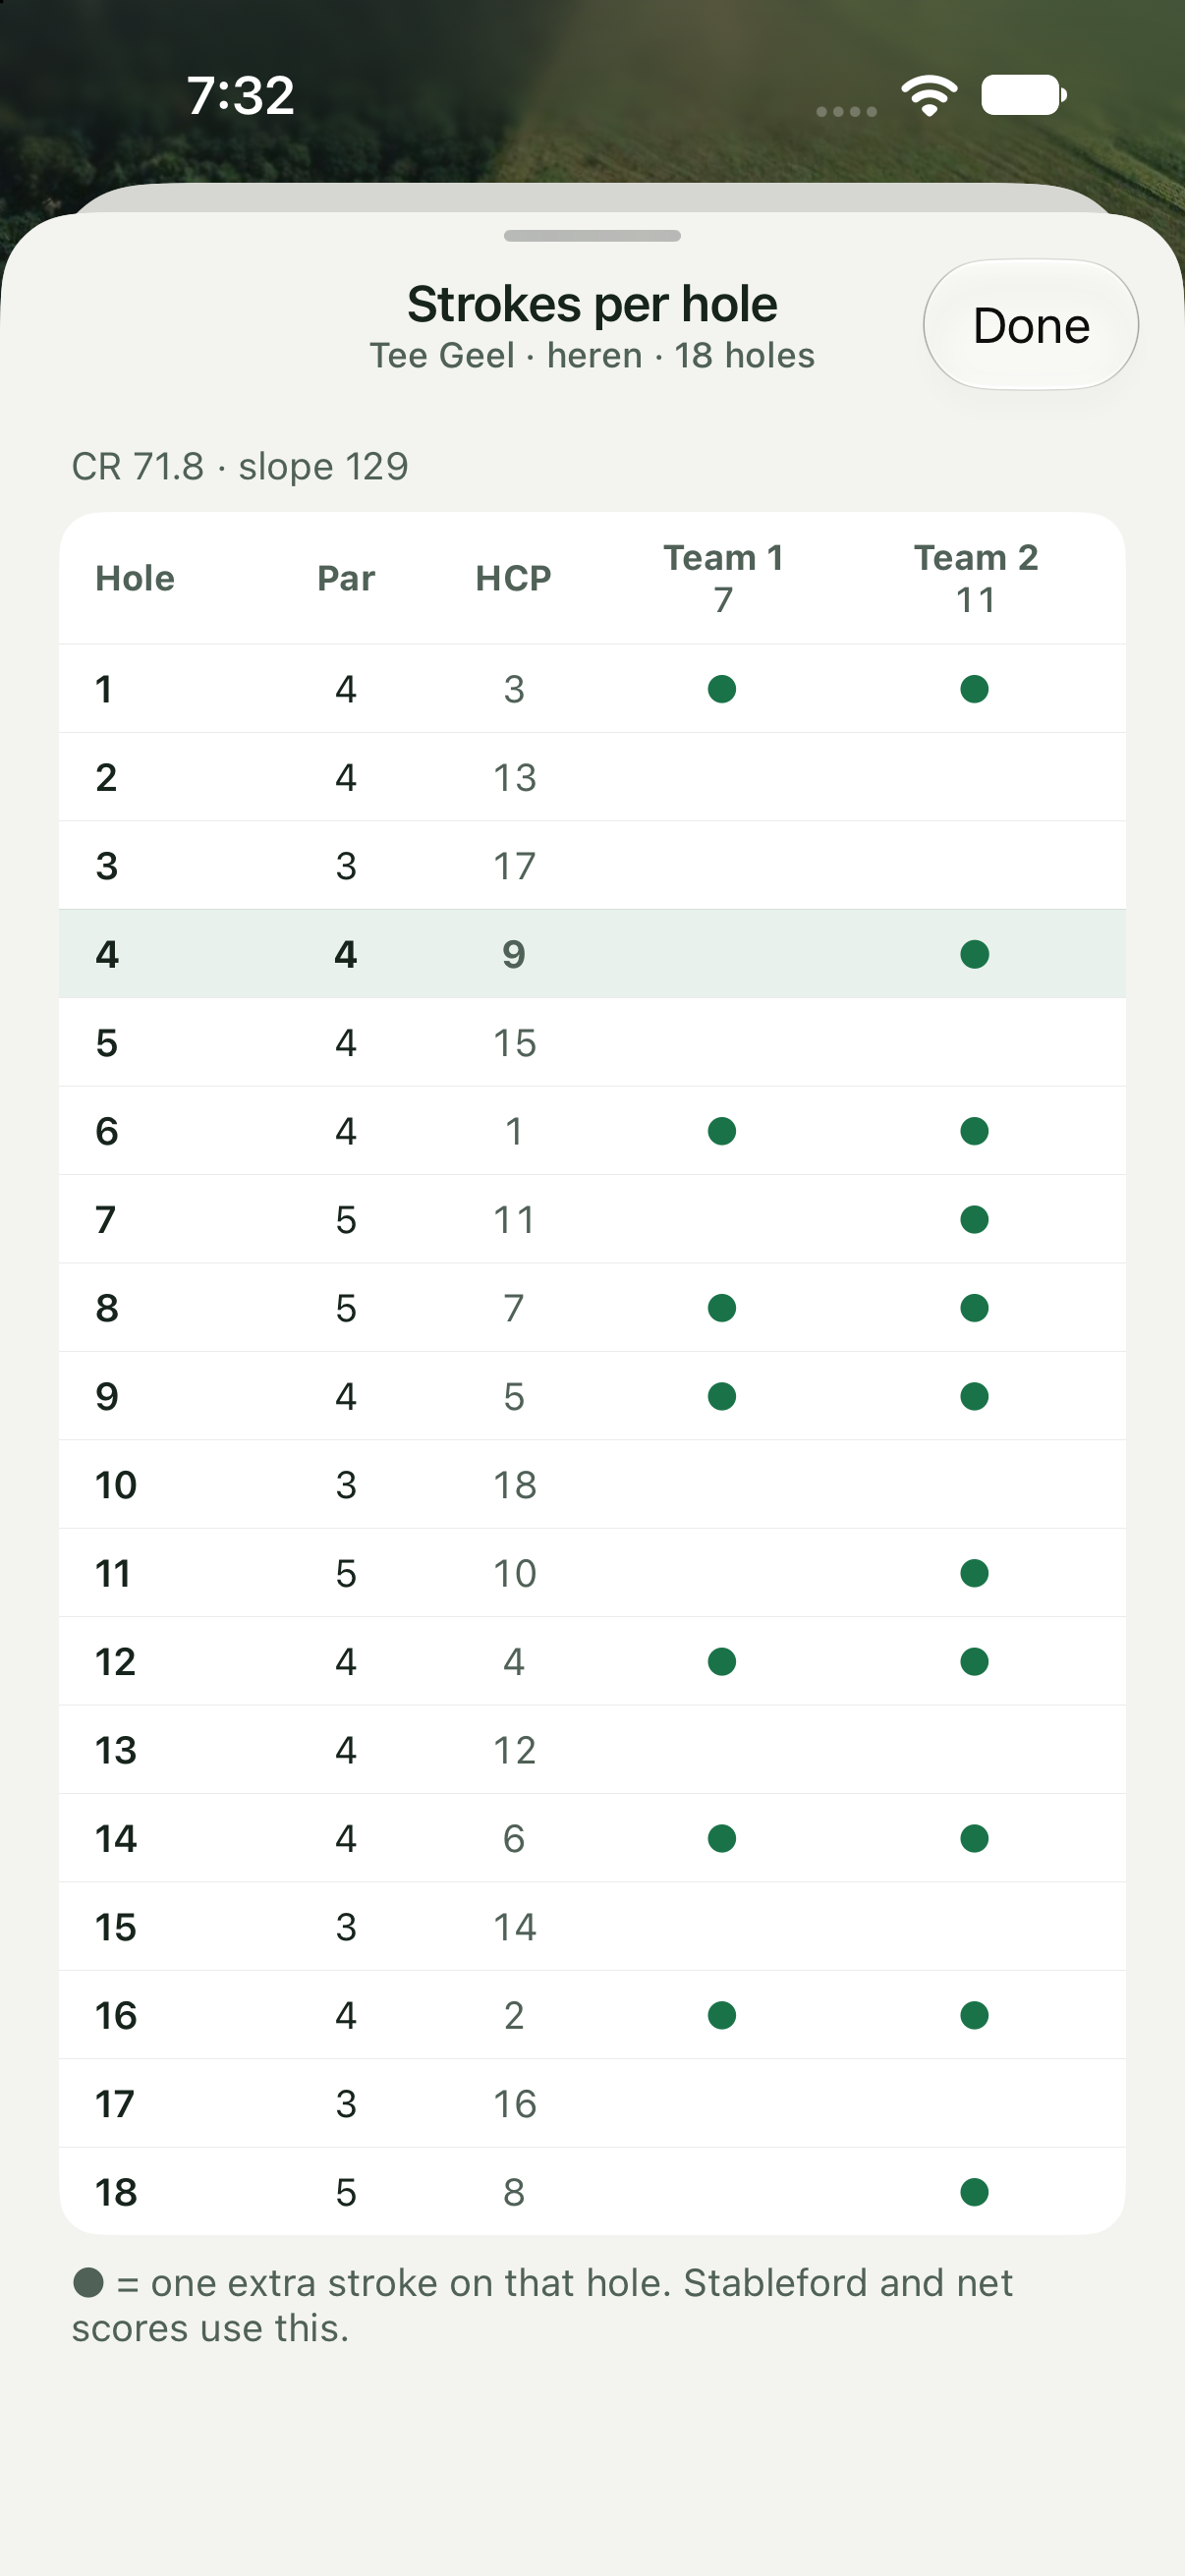 7:32
Strokes per hole
Tee Geel · heren · 18 holes
Done
CR 71.8 · slope 129
Hole Par HCP Team 1 7 Team 2 11
1 4 3 ● ●
2 4 13
3 3 17
4 4 9 ●
5 4 15
6 4 1 ● ●
7 5 11 ●
8 5 7 ● ●
9 4 5 ● ●
10 3 18
11 5 10 ●
12 4 4 ● ●
13 4 12
14 4 6 ● ●
15 3 14
16 4 2 ● ●
17 3 16
18 5 8 ●
● = one extra stroke on that hole. Stableford and net
scores use this.